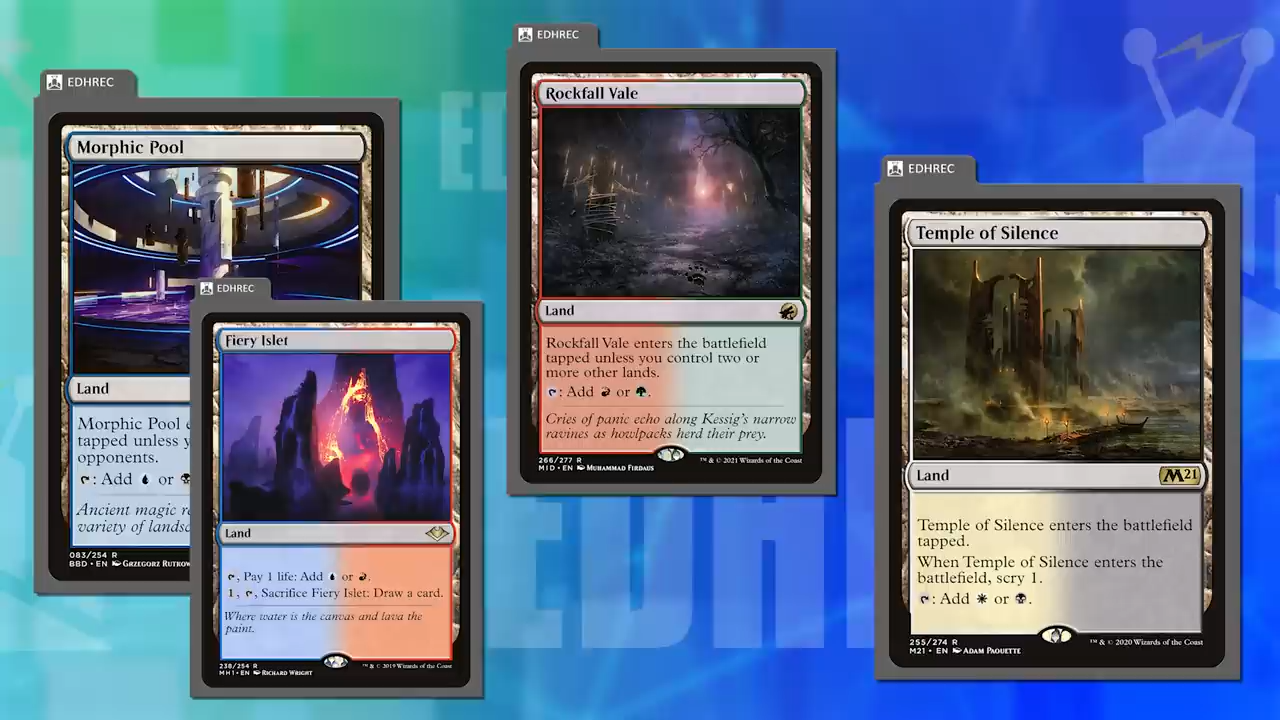 EDHREC
Morphic Pool
Land
Morphic Pool e
tapped unless y
opponents.
: Add or
Ancient magic re
variety of landsc
083/254 R
BBD • EN Grzegorz Rutkow
EDHREC
Fiery Islet
Land
, Pay 1 life: Add or .
1, , Sacrifice Fiery Islet: Draw a card.
Where water is the canvas and lava the
paint.
238/254 R
MH1 • EN Richard Wright
™ & © 2019 Wizards of the Coast
EDHREC
Rockfall Vale
Land
Rockfall Vale enters the battlefield
tapped unless you control two or
more other lands.
: Add or .
Cries of panic echo along Kessig's narrow
ravines as howlpacks herd their prey.
266/277 R
MID • EN Muhammad Firdaus
™ & © 2021 Wizards of the Coast
EDHREC
Temple of Silence
Land
M21
Temple of Silence enters the battlefield
tapped.
When Temple of Silence enters the
battlefield, scry 1.
: Add or .
255/274 R
M21 • EN Adam Paquette
™ & © 2020 Wizards of the Coast